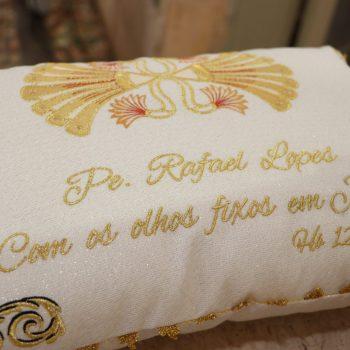 Pe. Rafael Lopes
Com os olhos fixos em
Hb 12